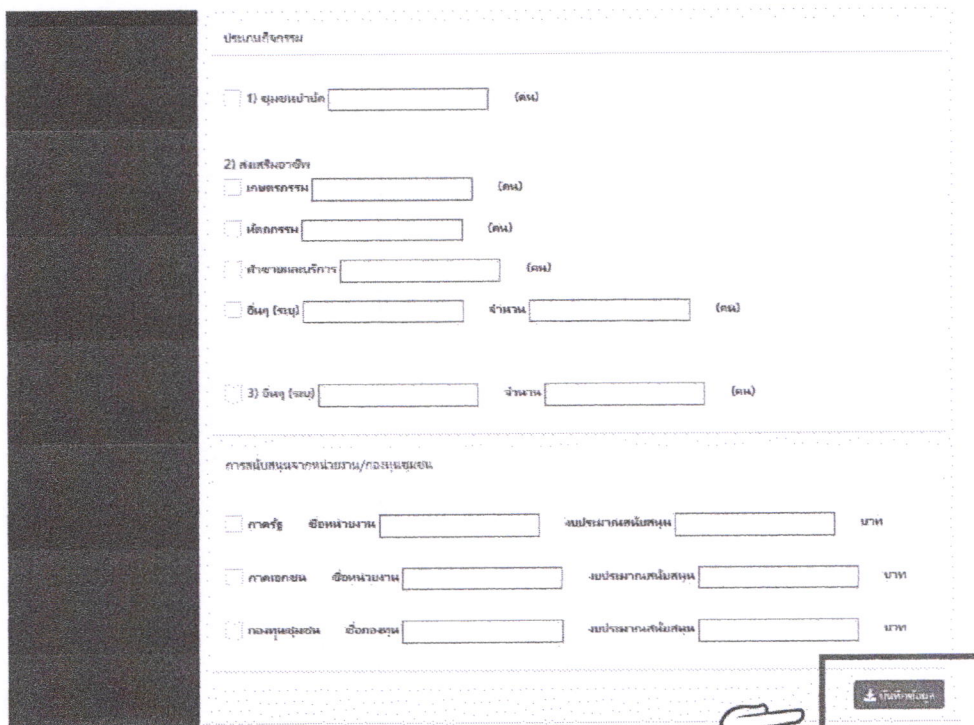 ประเภทกิจกรรม
1) ชุมชนบำบัด (คน)
2) ส่งเสริมอาชีพ
เกษตรกรรม (คน)
หัตถกรรม (คน)
ค้าขายและบริการ (คน)
อื่นๆ (ระบุ) จำนวน (คน)
3) อื่นๆ (ระบุ) จำนวน (คน)
การสนับสนุนจากหน่วยงาน/กองทุนชุมชน
ภาครัฐ ชื่อหน่วยงาน งบประมาณสนับสนุน บาท
ภาคเอกชน ชื่อหน่วยงาน งบประมาณสนับสนุน บาท
กองทุนชุมชน ชื่อกองทุน งบประมาณสนับสนุน บาท
บันทึกข้อมูล